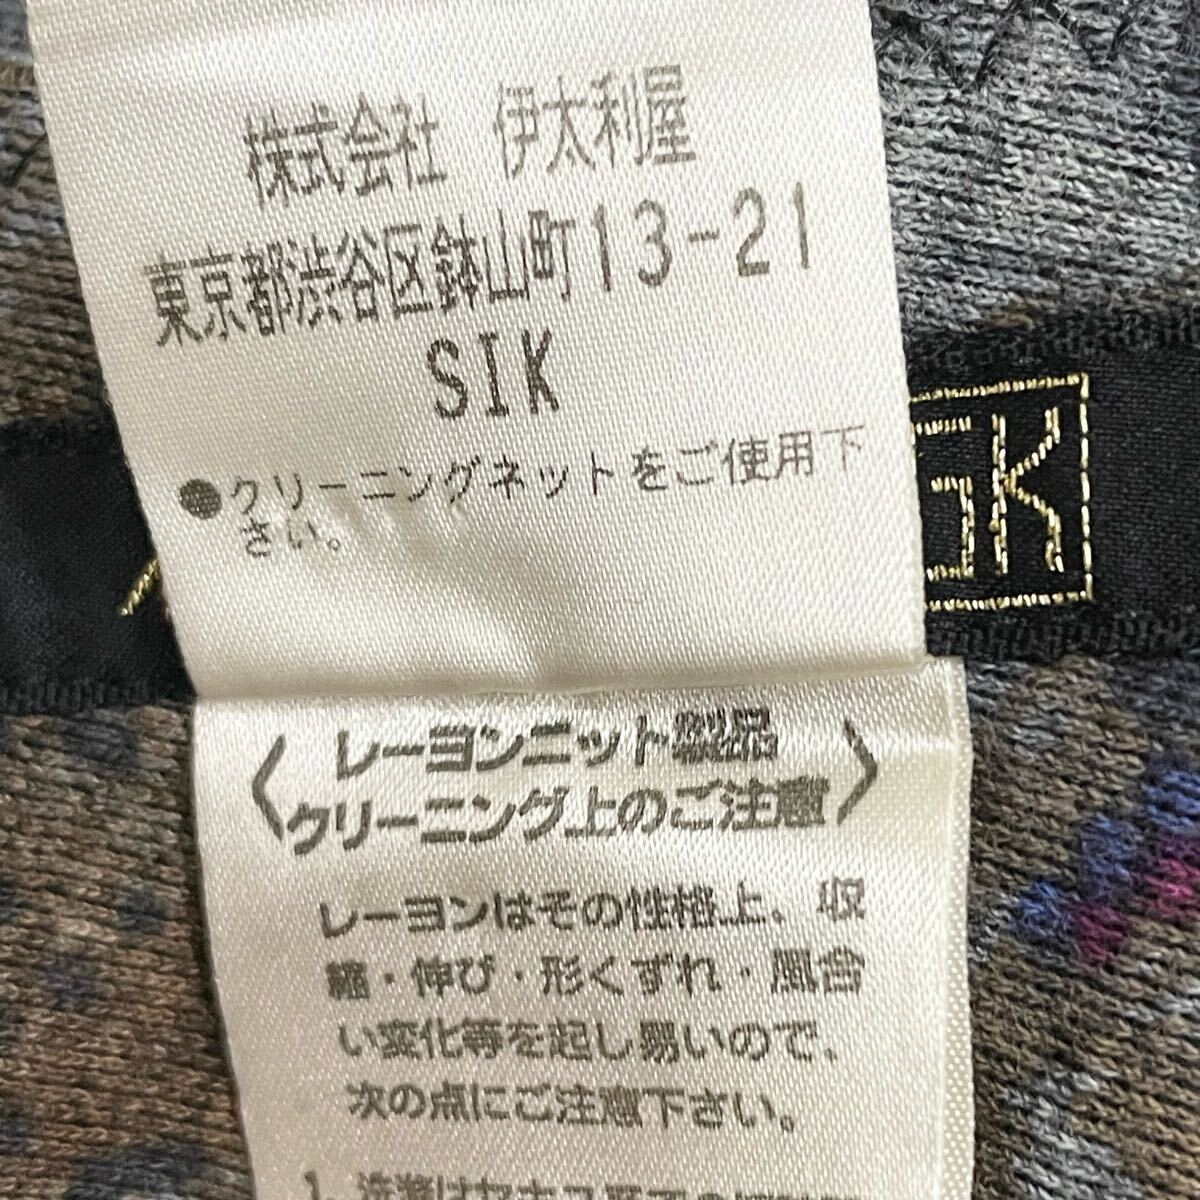 株式会社 伊太利屋
東京都渋谷区鉢山町13-21
SIK
●クリーニングネットをご使用下
さい。
GK
〈レーヨンニット製品
クリーニング上のご注意〉
レーヨンはその性格上、収
縮・伸び・形くずれ・風合
い変化等を起し易いので、
次の点にご注意下さい。